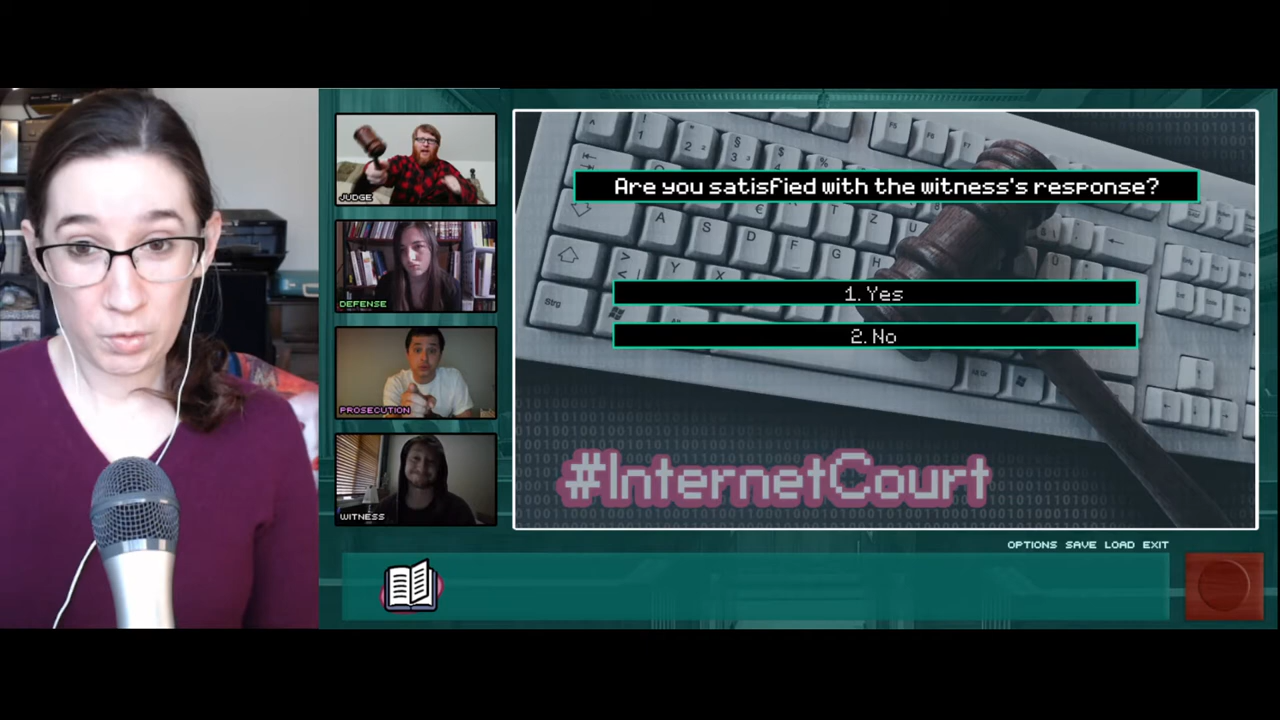 JUDGE
DEFENSE
PROSECUTION
WITNESS
Are you satisfied with the witness's response?
1. Yes
2. No
#InternetCourt
OPTIONS SAVE LOAD EXIT